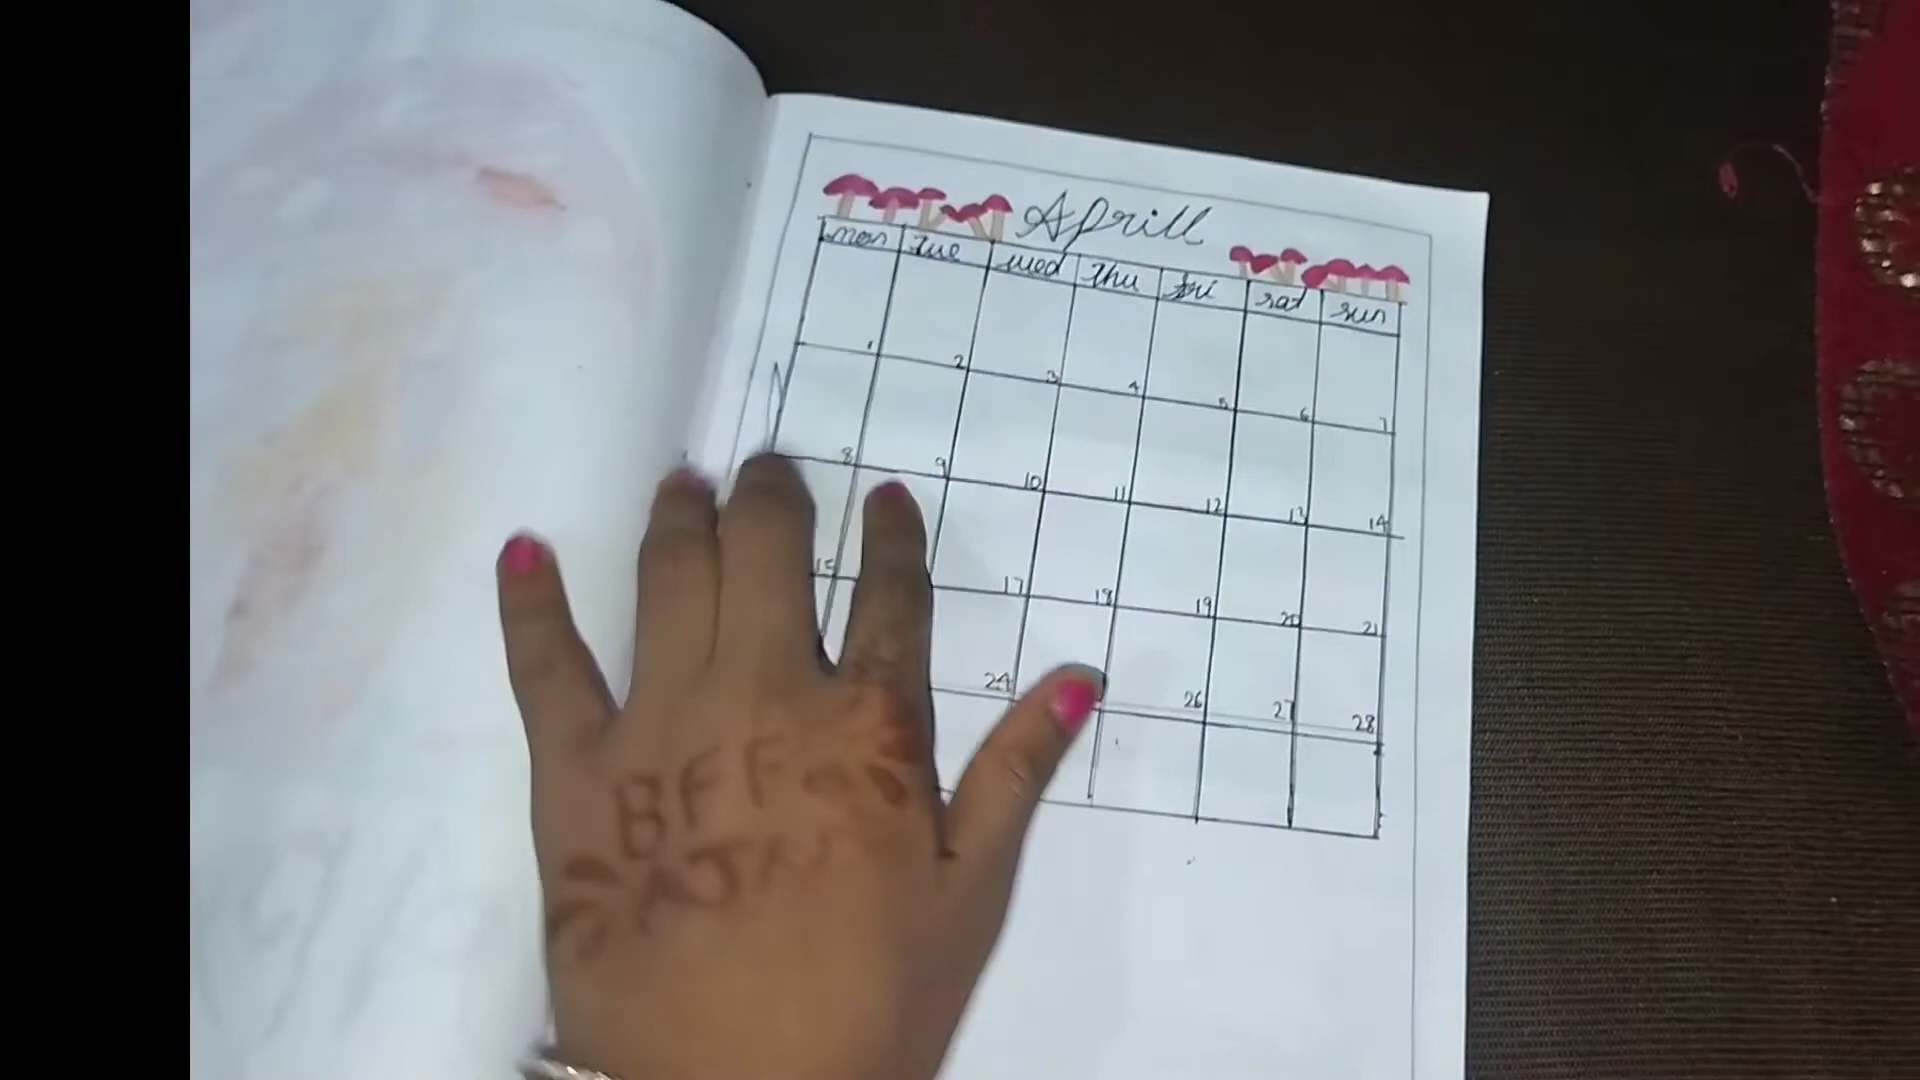 Aprill
mon tue wed thu fri sat sun
1 2 3 4 5 6 7
8 9 10 11 12 13 14
15 17 18 19 20 21
24 26 27 28
BFF